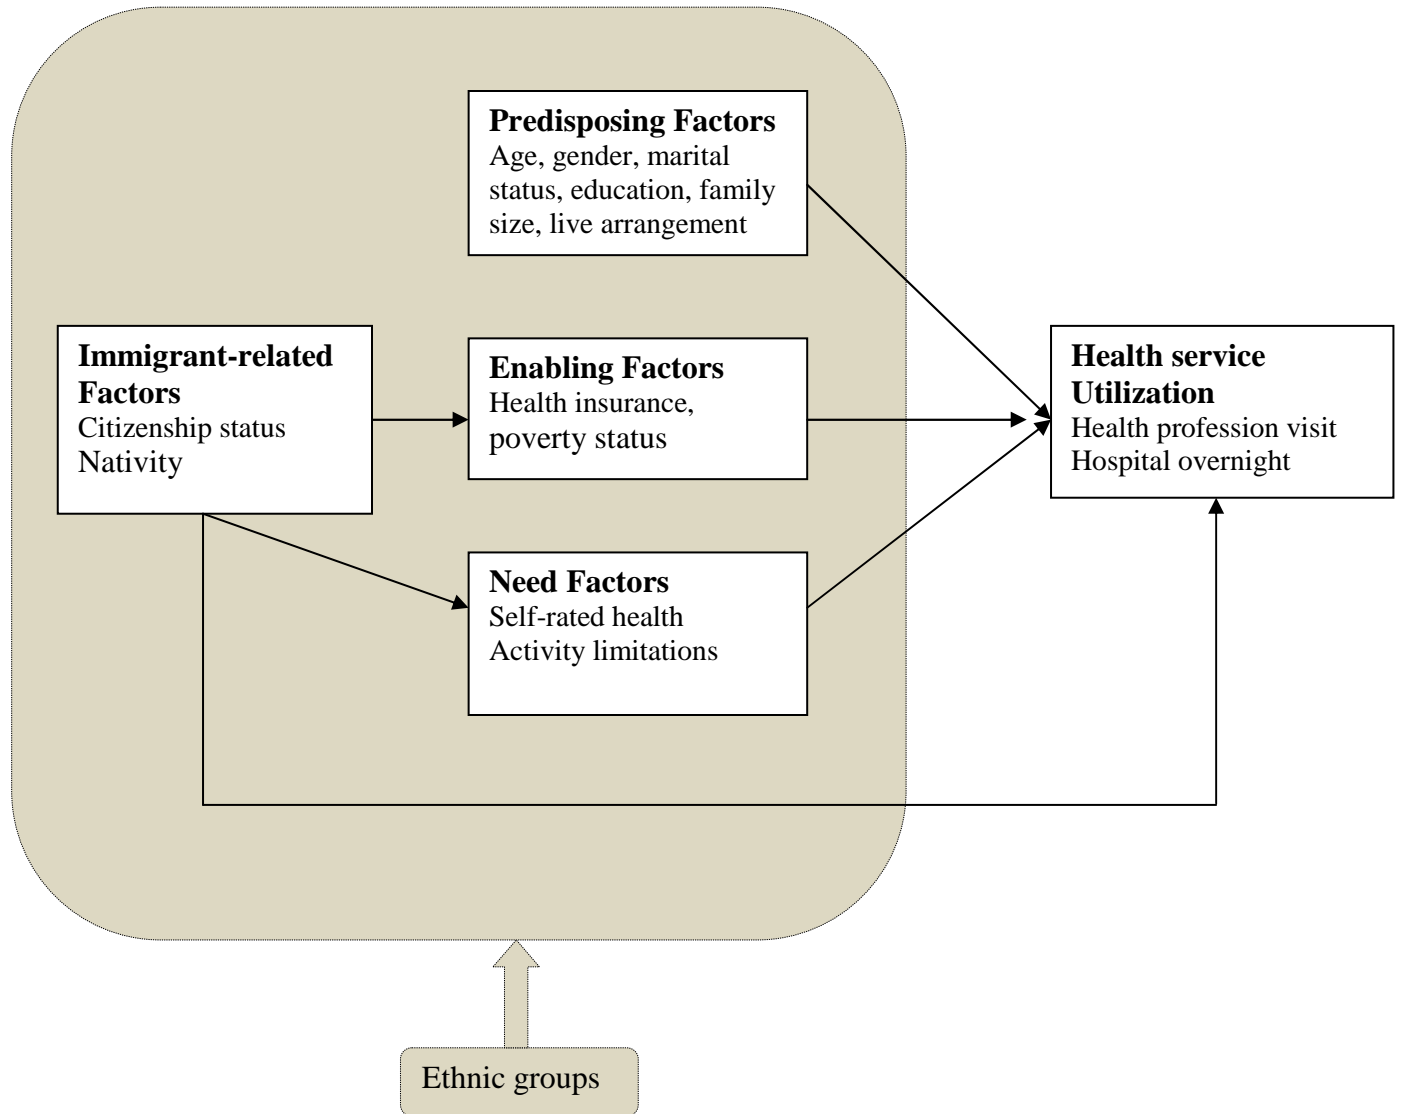 Predisposing Factors
Age, gender, marital
status, education, family
size, live arrangement
Immigrant-related
Factors
Citizenship status
Nativity
Enabling Factors
Health insurance,
poverty status
Health service
Utilization
Health profession visit
Hospital overnight
Need Factors
Self-rated health
Activity limitations
Ethnic groups